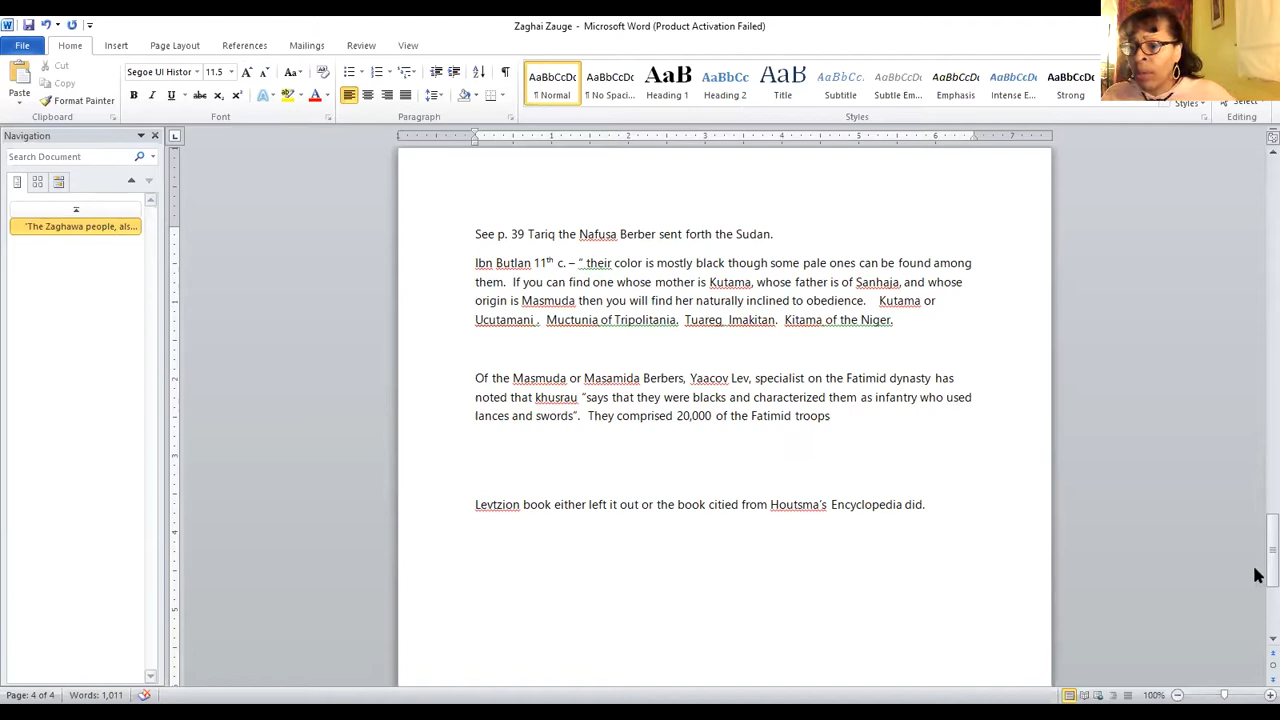 Zaghai Zauge - Microsoft Word (Product Activation Failed)
File Home Insert Page Layout References Mailings Review View
Cut
Copy
Format Painter
Paste
Clipboard
Segoe UI Histor 11.5
Font
Paragraph
AaBbCcDc AaBbCcDc AaB AaBbCc AaB AaBbCc AaBbCcDc AaBbCcDc AaBbCcDc
¶ Normal ¶ No Spaci... Heading 1 Heading 2 Title Subtitle Subtle Em... Emphasis Intense E... Strong
Styles
Styles
Select
Editing
Navigation
Search Document
"The Zaghawa people, als...
See p. 39 Tariq the Nafusa Berber sent forth the Sudan.
Ibn Butlan 11th c. – " their color is mostly black though some pale ones can be found among
them. If you can find one whose mother is Kutama, whose father is of Sanhaja, and whose
origin is Masmuda then you will find her naturally inclined to obedience. Kutama or
Ucutamani , Muctunia of Tripolitania. Tuareg Imakitan. Kitama of the Niger.
Of the Masmuda or Masamida Berbers, Yaacov Lev, specialist on the Fatimid dynasty has
noted that khusrau "says that they were blacks and characterized them as infantry who used
lances and swords". They comprised 20,000 of the Fatimid troops
Levtzion book either left it out or the book citied from Houtsma's Encyclopedia did.
Page: 4 of 4 Words: 1,011 100%